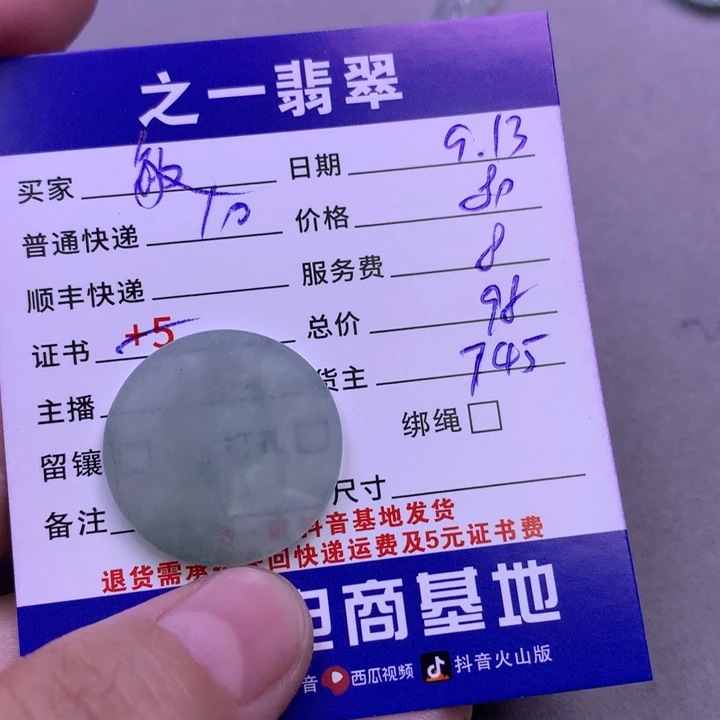 之一翡翠
买家 敏 日期 9.13
普通快递 10 价格 80
顺丰快递 服务费 8
证书 +5 总价 98
主播 货主 745
留镶 绑绳
备注 尺寸
抖音基地发货
退货需承 回快递运费及5元证书费
电商基地
音 西瓜视频 抖音火山版